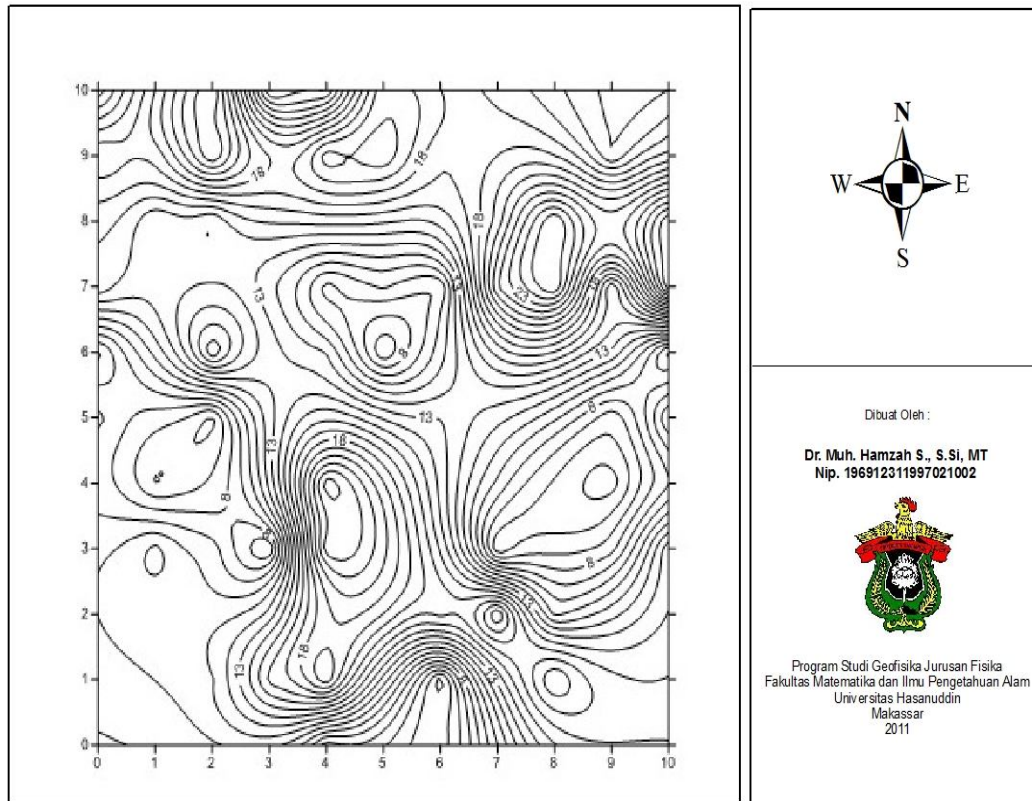 10
9
8
7
6
5
4
3
2
1
0
0 1 2 3 4 5 6 7 8 9 10
18
18
18
13
13
23
13
8
13
13
8
18
13
8
8
13
18
13
N
W E
S
Dibuat Oleh :
Dr. Muh. Hamzah S., S.Si, MT
Nip. 196912311997021002
Program Studi Geofisika Jurusan Fisika
Fakultas Matematika dan Ilmu Pengetahuan Alam
Universitas Hasanuddin
Makassar
2011